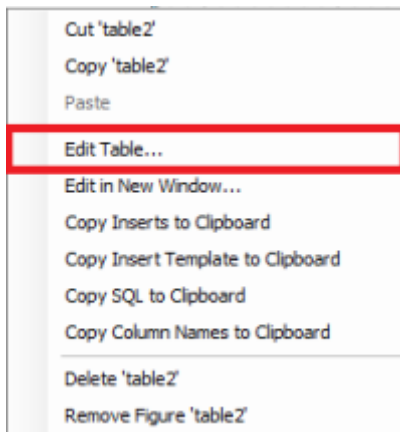 Cut 'table2'
Copy 'table2'
Paste
Edit Table...
Edit in New Window...
Copy Inserts to Clipboard
Copy Insert Template to Clipboard
Copy SQL to Clipboard
Copy Column Names to Clipboard
Delete 'table2'
Remove Figure 'table2'